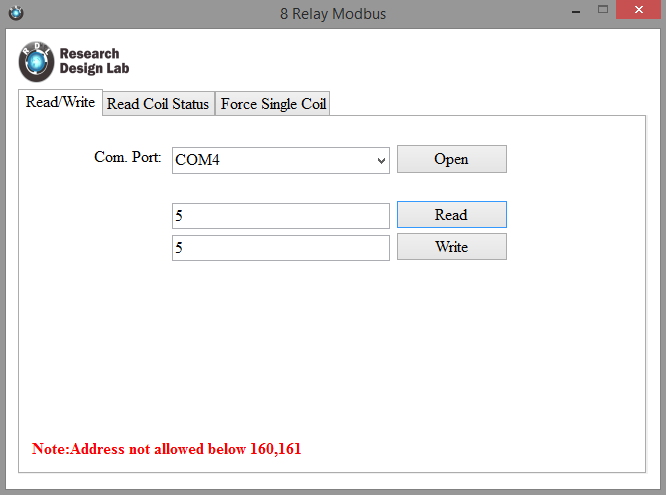 8 Relay Modbus
RDL
Research
Design Lab
Read/Write Read Coil Status Force Single Coil
Com. Port: COM4 Open
5 Read
5 Write
Note:Address not allowed below 160,161